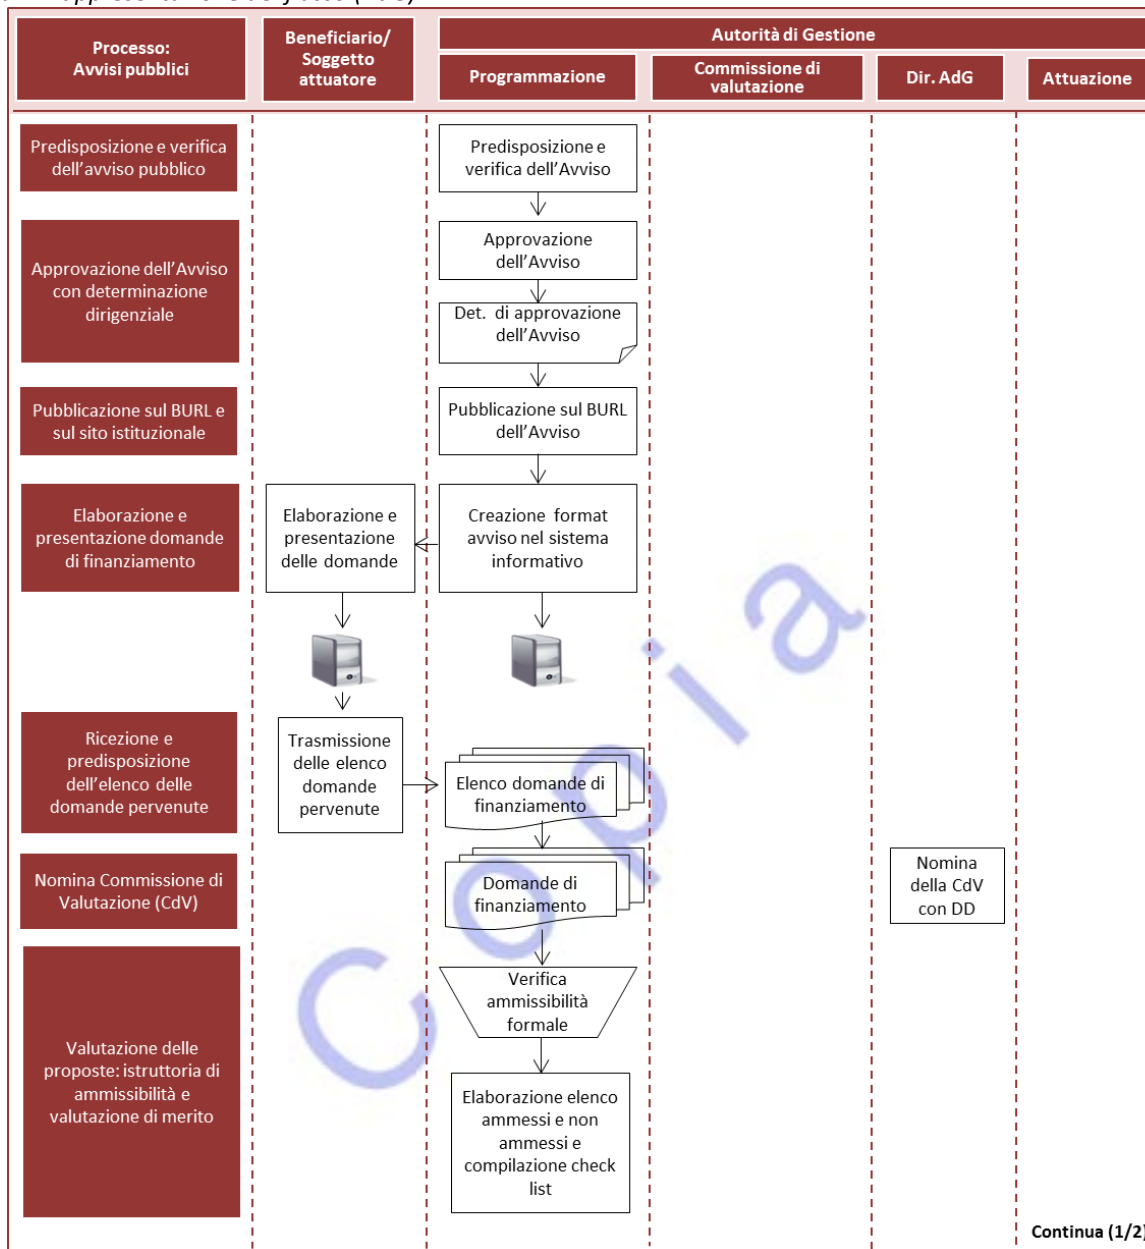 Processo:
Avvisi pubblici
Beneficiario/
Soggetto
attuatore
Autorità di Gestione
Programmazione
Commissione di
valutazione
Dir. AdG
Attuazione
Predisposizione e verifica
dell’avviso pubblico
Predisposizione e
verifica dell’Avviso
Approvazione dell’Avviso
con determinazione
dirigenziale
Approvazione
dell’Avviso
Det. di approvazione
dell’Avviso
Pubblicazione sul BURL e
sul sito istituzionale
Pubblicazione sul BURL
dell’Avviso
Elaborazione e
presentazione domande
di finanziamento
Elaborazione e
presentazione
delle domande
Creazione format
avviso nel sistema
informativo
Ricezione e
predisposizione
dell’elenco delle
domande pervenute
Trasmissione
delle elenco
domande
pervenute
Elenco domande di
finanziamento
Nomina Commissione di
Valutazione (CdV)
Domande di
finanziamento
Nomina
della CdV
con DD
Valutazione delle
proposte: istruttoria di
ammissibilità e
valutazione di merito
Verifica
ammissibilità
formale
Elaborazione elenco
ammessi e non
ammessi e
compilazione check
list
Continua (1/2)
Copia